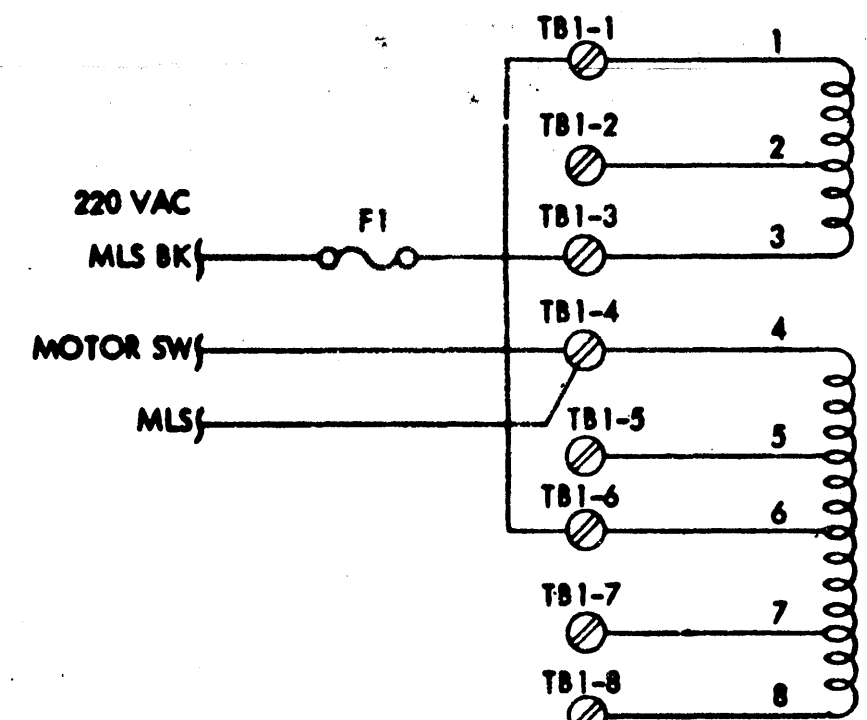 TB1-1
1
TB1-2
2
220 VAC
F1
TB1-3
3
MLS BK
TB1-4
4
MOTOR SW
MLS
TB1-5
5
TB1-6
6
TB1-7
7
TB1-8
8